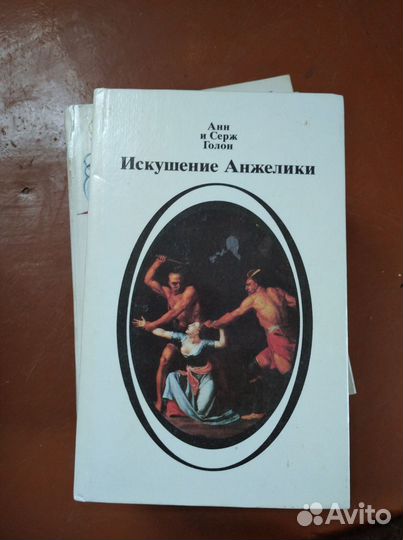 Анн
и Серж
Голон
Искушение Анжелики
Avito